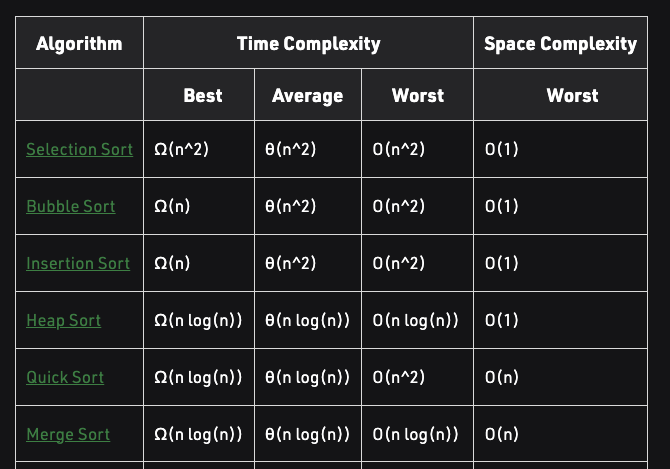 Algorithm Time Complexity Space Complexity
Best Average Worst Worst
Selection Sort Ω(n^2) θ(n^2) O(n^2) O(1)
Bubble Sort Ω(n) θ(n^2) O(n^2) O(1)
Insertion Sort Ω(n) θ(n^2) O(n^2) O(1)
Heap Sort Ω(n log(n)) θ(n log(n)) O(n log(n)) O(1)
Quick Sort Ω(n log(n)) θ(n log(n)) O(n^2) O(n)
Merge Sort Ω(n log(n)) θ(n log(n)) O(n log(n)) O(n)